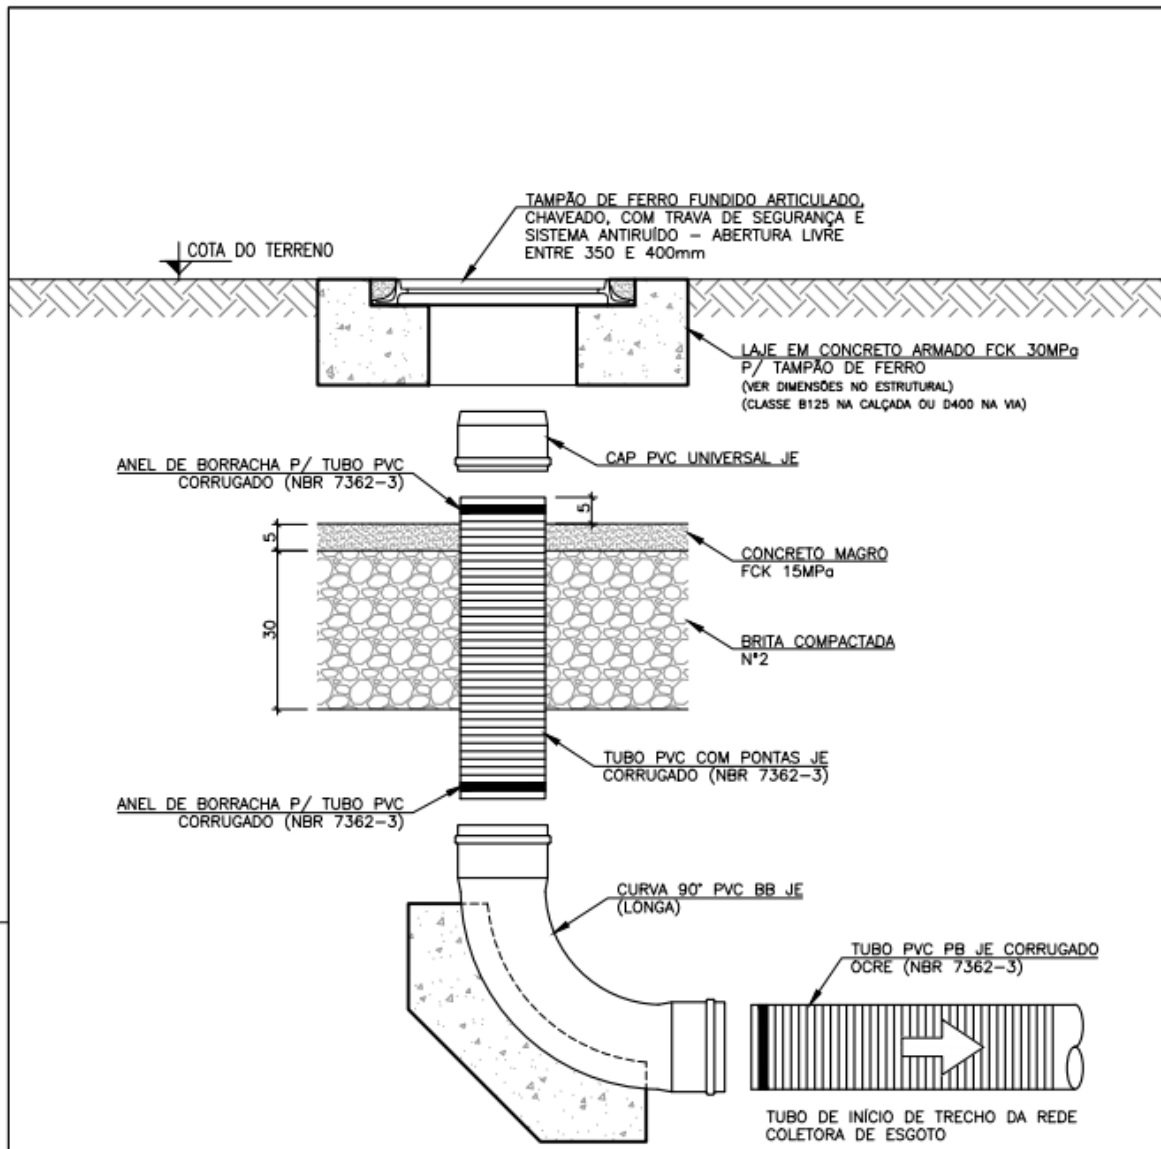 TAMPÃO DE FERRO FUNDIDO ARTICULADO,
CHAVEADO, COM TRAVA DE SEGURANÇA E
SISTEMA ANTIRUÍDO – ABERTURA LIVRE
ENTRE 350 E 400mm
COTA DO TERRENO
LAJE EM CONCRETO ARMADO FCK 30MPa
P/ TAMPÃO DE FERRO
(VER DIMENSÕES NO ESTRUTURAL)
(CLASSE B125 NA CALÇADA OU D400 NA VIA)
CAP PVC UNIVERSAL JE
ANEL DE BORRACHA P/ TUBO PVC
CORRUGADO (NBR 7362–3)
5
5
CONCRETO MAGRO
FCK 15MPa
30
BRITA COMPACTADA
N°2
TUBO PVC COM PONTAS JE
CORRUGADO (NBR 7362–3)
ANEL DE BORRACHA P/ TUBO PVC
CORRUGADO (NBR 7362–3)
CURVA 90° PVC BB JE
(LONGA)
TUBO PVC PB JE CORRUGADO
OCRE (NBR 7362–3)
TUBO DE INÍCIO DE TRECHO DA REDE
COLETORA DE ESGOTO